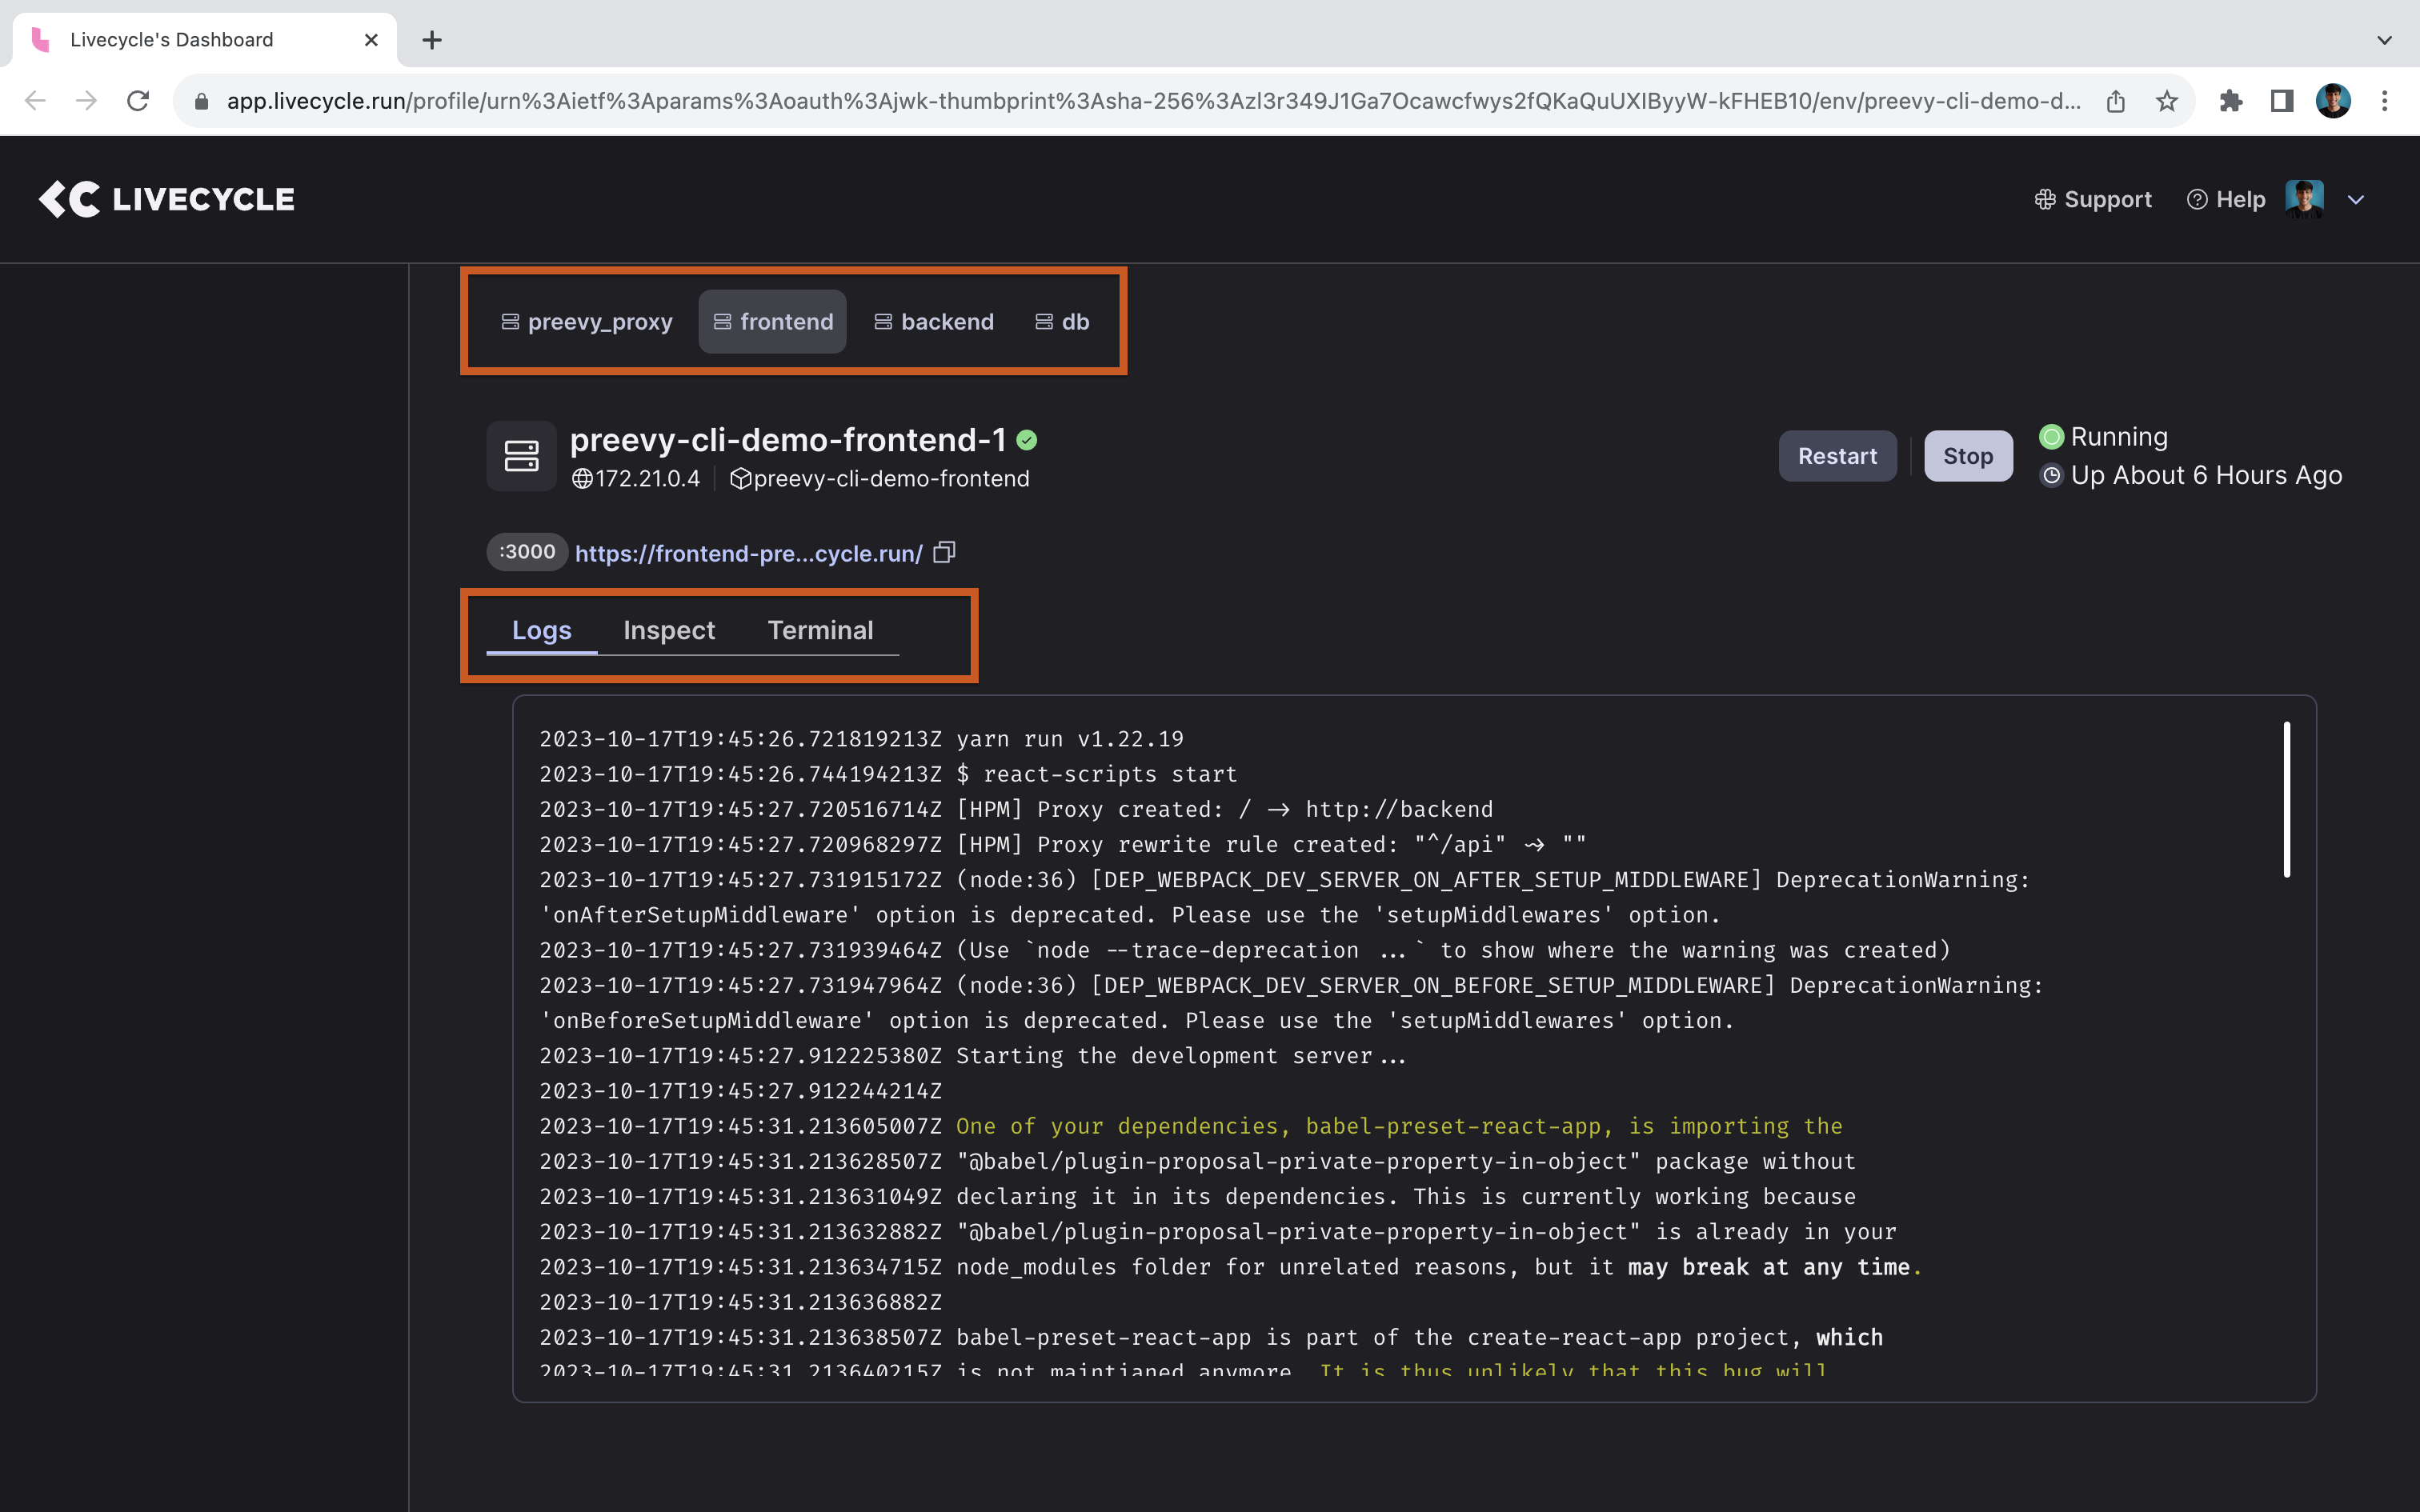 Livecycle's Dashboard
app.livecycle.run/profile/urn%3Aietf%3Aparams%3Aoauth%3Ajwk-thumbprint%3Asha-256%3Azl3r349J1Ga7Ocawcfwys2fQKaQuUXIByyW-kFHEB10/env/preevy-cli-demo-d...
LIVECYCLE
Support
Help
preevy_proxy
frontend
backend
db
preevy-cli-demo-frontend-1
172.21.0.4
preevy-cli-demo-frontend
Restart
Stop
Running
Up About 6 Hours Ago
:3000 https://frontend-pre...cycle.run/
Logs
Inspect
Terminal
2023-10-17T19:45:26.721819213Z yarn run v1.22.19
2023-10-17T19:45:26.744194213Z $ react-scripts start
2023-10-17T19:45:27.720516714Z [HPM] Proxy created: / -> http://backend
2023-10-17T19:45:27.720968297Z [HPM] Proxy rewrite rule created: "^/api" ~> ""
2023-10-17T19:45:27.731915172Z (node:36) [DEP_WEBPACK_DEV_SERVER_ON_AFTER_SETUP_MIDDLEWARE] DeprecationWarning:
'onAfterSetupMiddleware' option is deprecated. Please use the 'setupMiddlewares' option.
2023-10-17T19:45:27.731939464Z (Use `node --trace-deprecation ...` to show where the warning was created)
2023-10-17T19:45:27.731947964Z (node:36) [DEP_WEBPACK_DEV_SERVER_ON_BEFORE_SETUP_MIDDLEWARE] DeprecationWarning:
'onBeforeSetupMiddleware' option is deprecated. Please use the 'setupMiddlewares' option.
2023-10-17T19:45:27.912225380Z Starting the development server...
2023-10-17T19:45:27.912244214Z
2023-10-17T19:45:31.213605007Z One of your dependencies, babel-preset-react-app, is importing the
2023-10-17T19:45:31.213628507Z "@babel/plugin-proposal-private-property-in-object" package without
2023-10-17T19:45:31.213631049Z declaring it in its dependencies. This is currently working because
2023-10-17T19:45:31.213632882Z "@babel/plugin-proposal-private-property-in-object" is already in your
2023-10-17T19:45:31.213634715Z node_modules folder for unrelated reasons, but it may break at any time.
2023-10-17T19:45:31.213636882Z
2023-10-17T19:45:31.213638507Z babel-preset-react-app is part of the create-react-app project, which
2023-10-17T19:45:31.213640215Z is not maintianed anymore. It is thus unlikely that this bug will